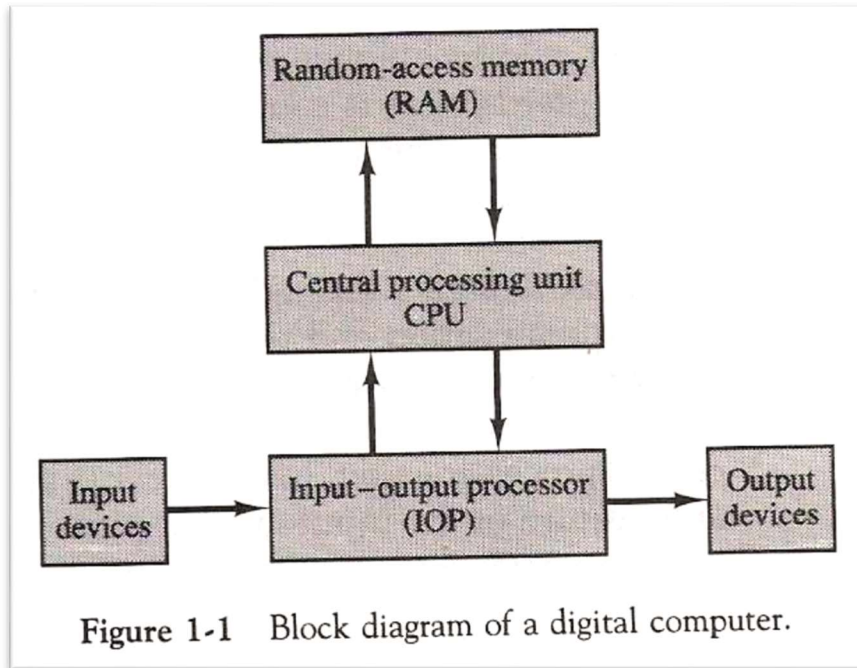 Random-access memory
(RAM)
Central processing unit
CPU
Input
devices
Input–output processor
(IOP)
Output
devices
Figure 1-1 Block diagram of a digital computer.